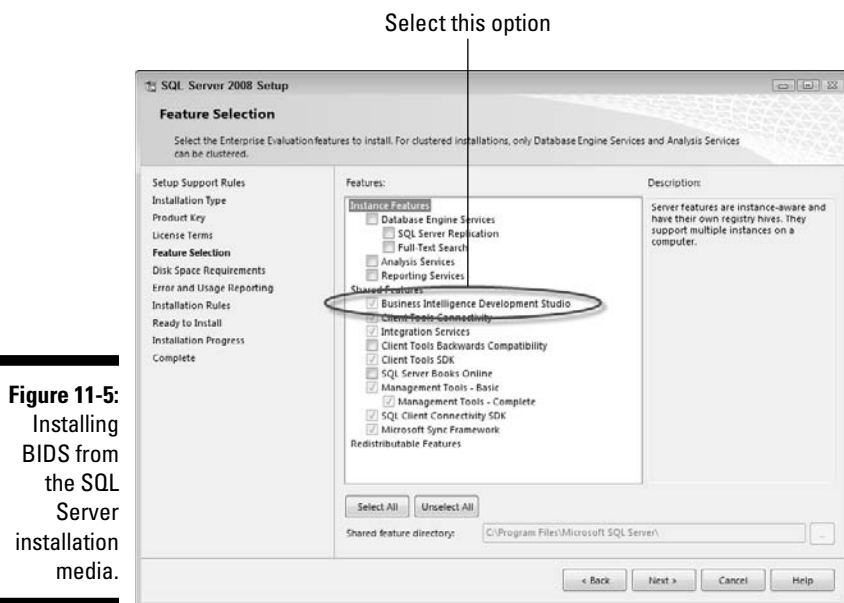 Select this option
SQL Server 2008 Setup
Feature Selection
Select the Enterprise Evaluation features to install. For clustered installations, only Database Engine Services and Analysis Services
can be clustered.
Setup Support Rules
Installation Type
Product Key
License Terms
Feature Selection
Disk Space Requirements
Error and Usage Reporting
Installation Rules
Ready to Install
Installation Progress
Complete
Features:
Instance Features
Database Engine Services
SQL Server Replication
Full-Text Search
Analysis Services
Reporting Services
Shared Features
Business Intelligence Development Studio
Client Tools Connectivity
Integration Services
Client Tools Backwards Compatibility
Client Tools SDK
SQL Server Books Online
Management Tools - Basic
Management Tools - Complete
SQL Client Connectivity SDK
Microsoft Sync Framework
Redistributable Features
Description:
Server features are instance-aware and
have their own registry hives. They
support multiple instances on a
computer.
Select All
Unselect All
Shared feature directory:
C:\Program Files\Microsoft SQL Server\
...
< Back
Next >
Cancel
Help
Figure 11-5:
Installing
BIDS from
the SQL
Server
installation
media.